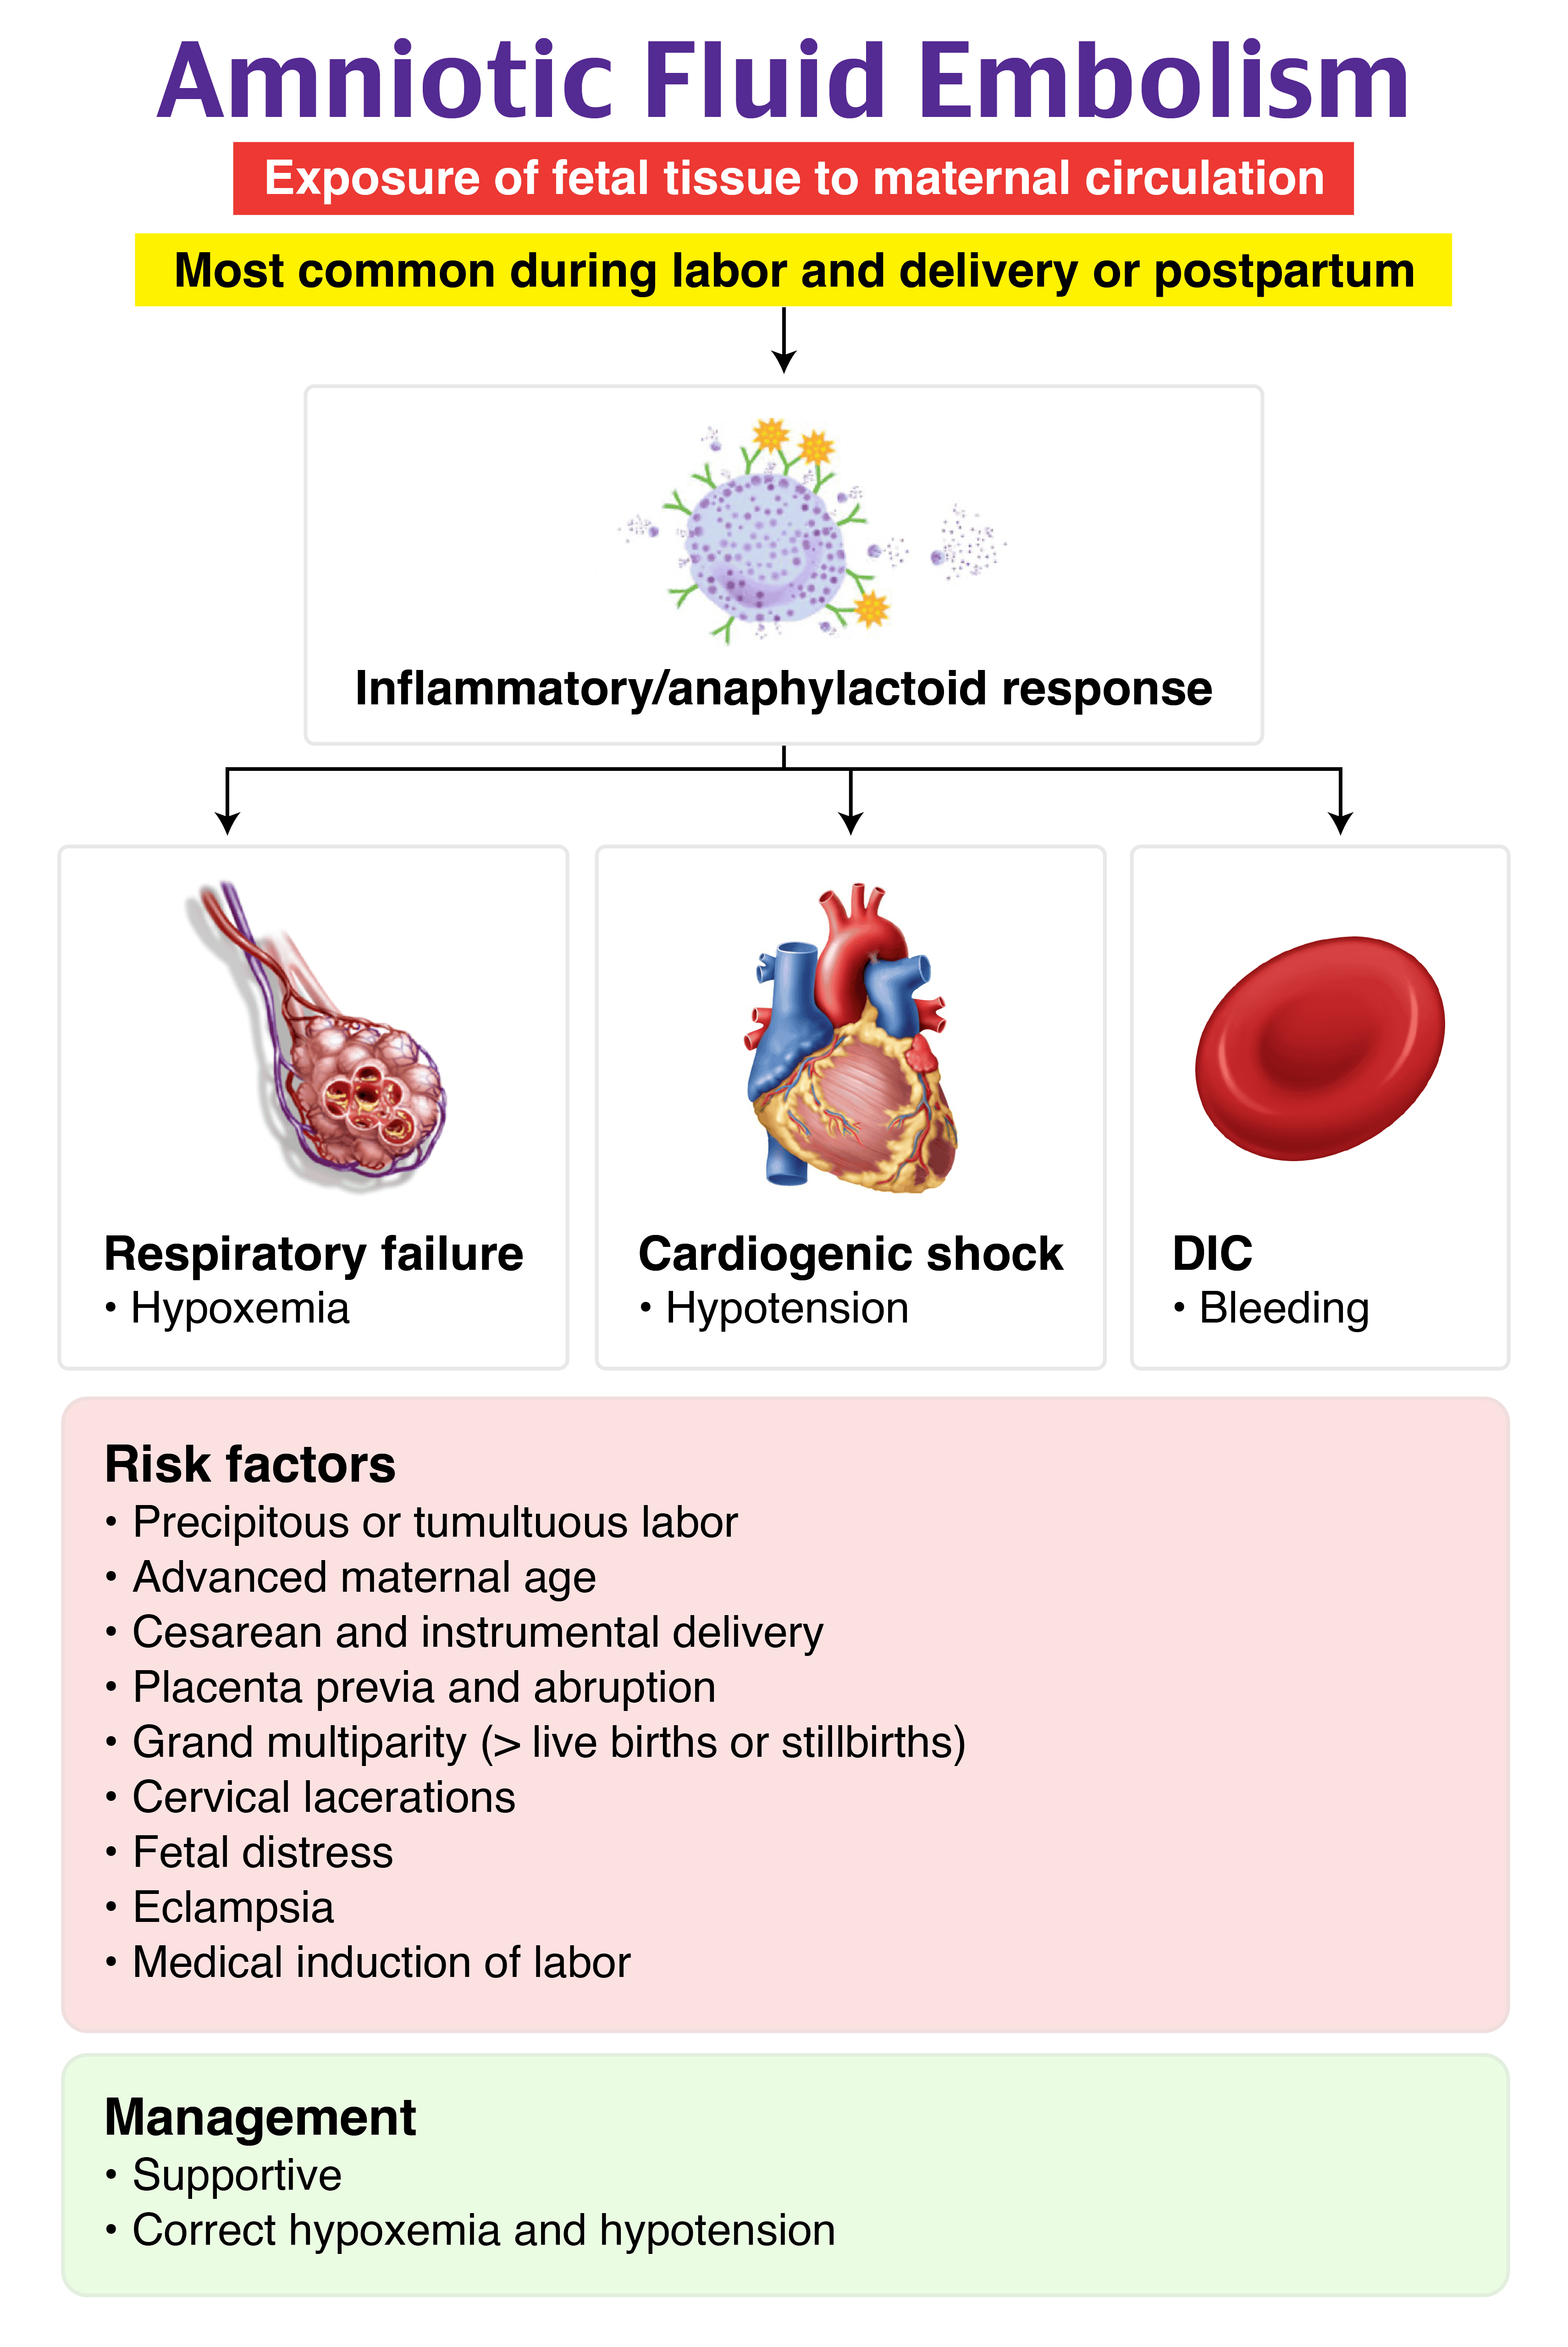 Amniotic Fluid Embolism
Exposure of fetal tissue to maternal circulation
Most common during labor and delivery or postpartum
Inflammatory/anaphylactoid response
Respiratory failure
• Hypoxemia
Cardiogenic shock
• Hypotension
DIC
• Bleeding
Risk factors
• Precipitous or tumultuous labor
• Advanced maternal age
• Cesarean and instrumental delivery
• Placenta previa and abruption
• Grand multiparity (> live births or stillbirths)
• Cervical lacerations
• Fetal distress
• Eclampsia
• Medical induction of labor
Management
• Supportive
• Correct hypoxemia and hypotension